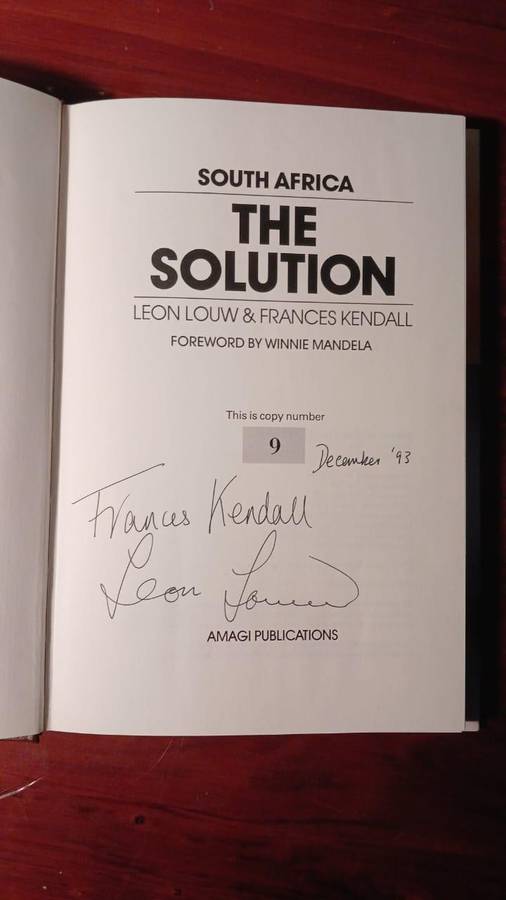 SOUTH AFRICA
THE
SOLUTION
LEON LOUW & FRANCES KENDALL
FOREWORD BY WINNIE MANDELA
This is copy number
9 December '93
Frances Kendall
Leon Louw
AMAGI PUBLICATIONS